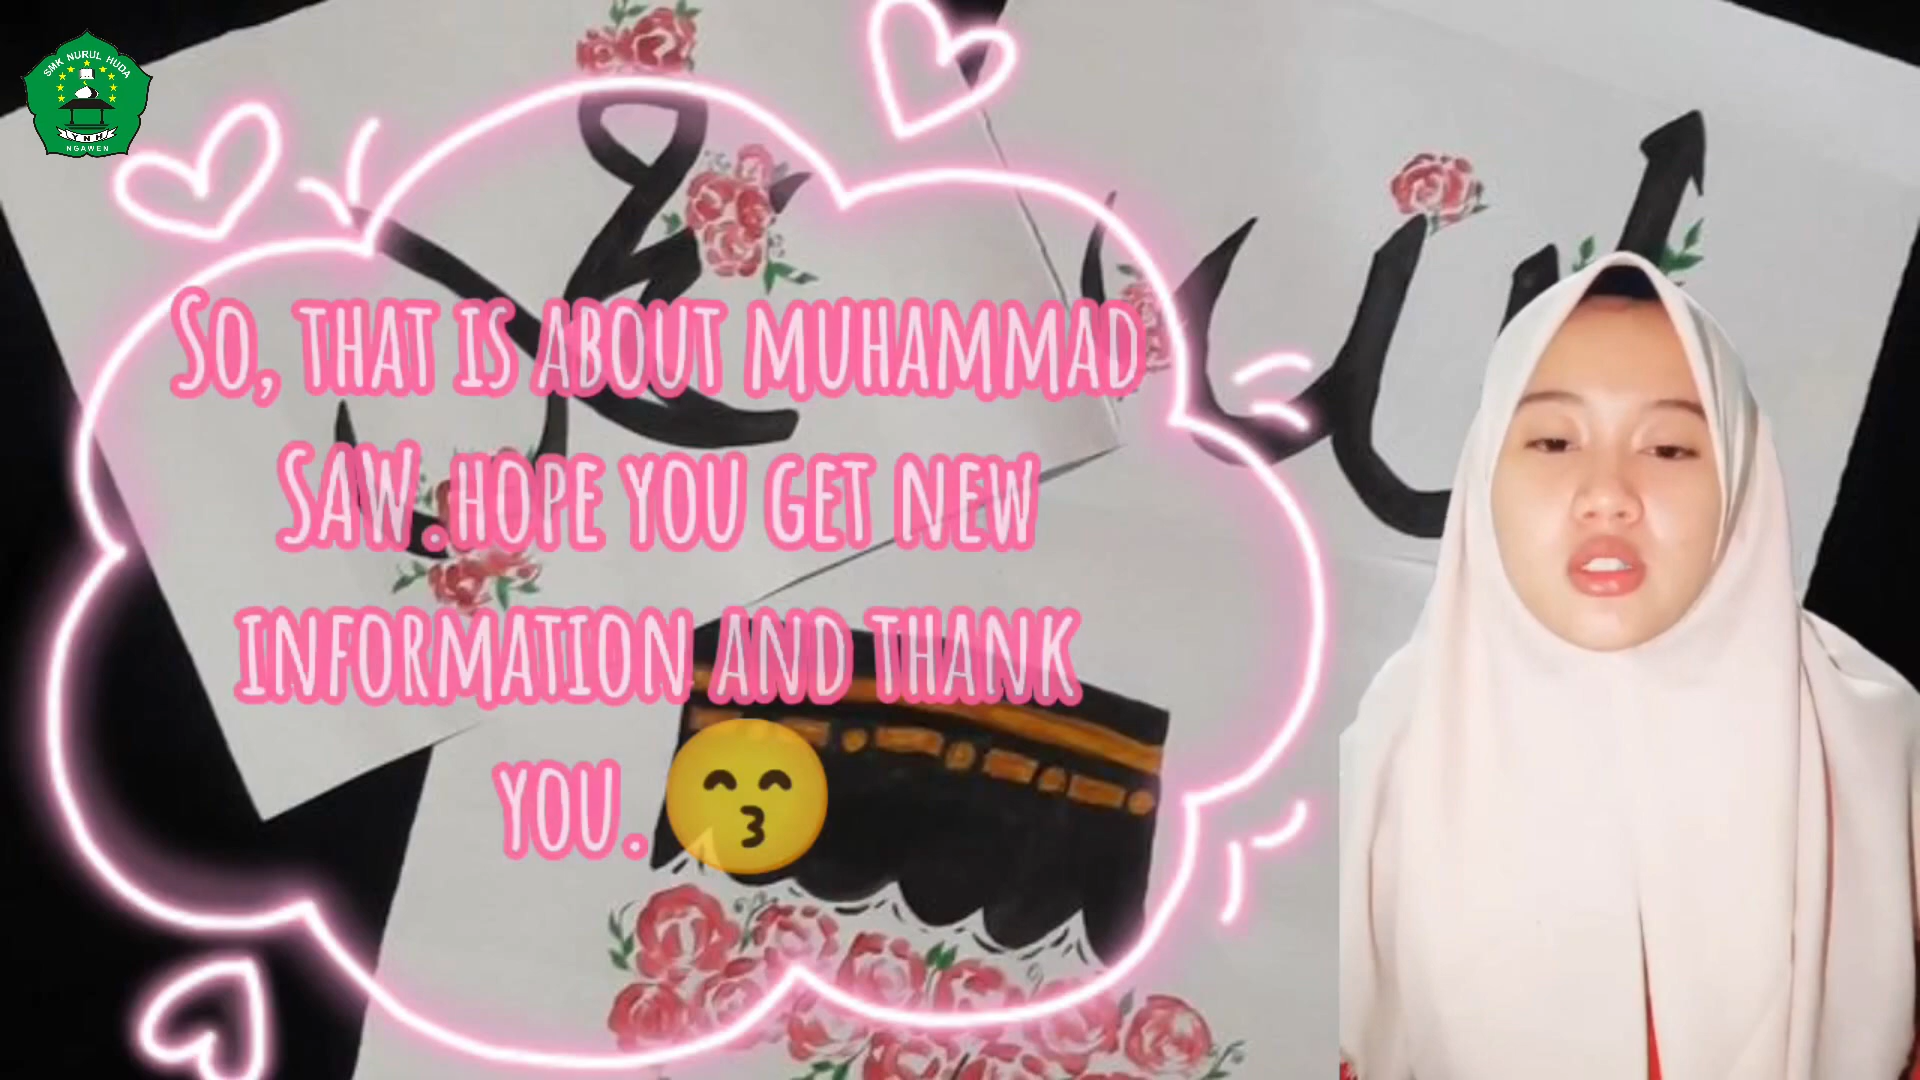 SMK NURUL HUDA
Y N H
NGAWEN
So, that is about muhammad
SAW.hope you get new
information and thank
you.